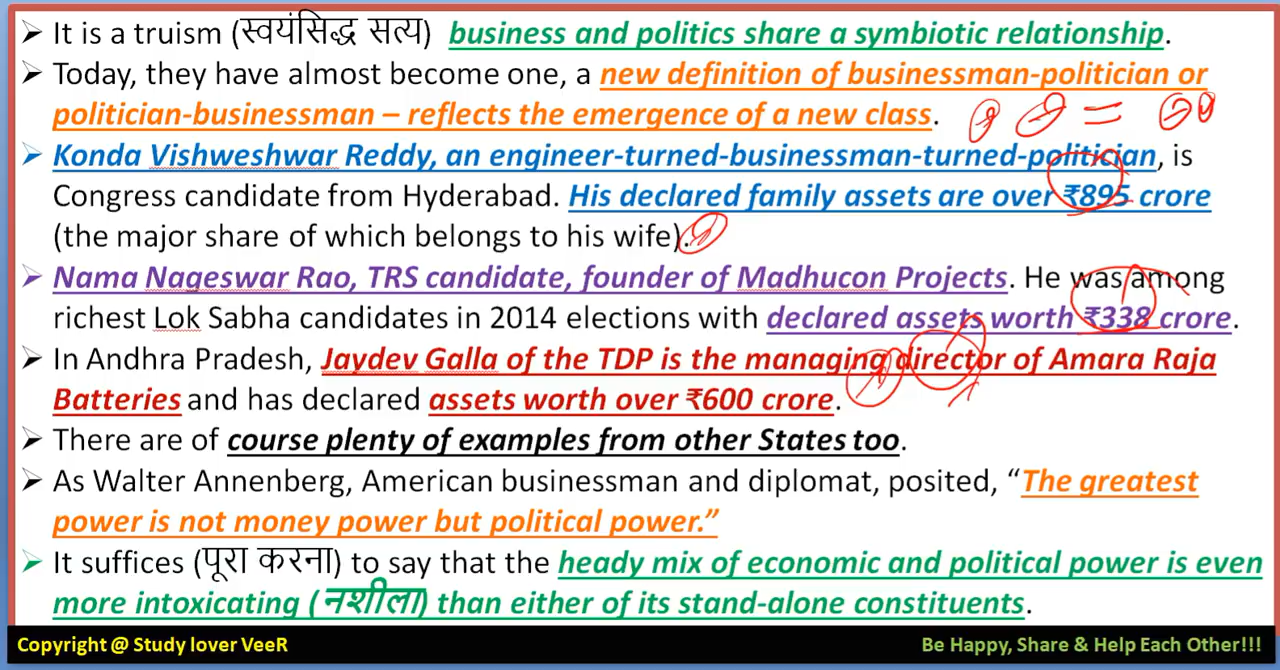 ➢ It is a truism (स्वयंसिद्ध सत्य) business and politics share a symbiotic relationship.
➢ Today, they have almost become one, a new definition of businessman-politician or
politician-businessman – reflects the emergence of a new class.
➢ Konda Vishweshwar Reddy, an engineer-turned-businessman-turned-politician, is
Congress candidate from Hyderabad. His declared family assets are over ₹895 crore
(the major share of which belongs to his wife).
➢ Nama Nageswar Rao, TRS candidate, founder of Madhucon Projects. He was among
richest Lok Sabha candidates in 2014 elections with declared assets worth ₹338 crore.
➢ In Andhra Pradesh, Jaydev Galla of the TDP is the managing director of Amara Raja
Batteries and has declared assets worth over ₹600 crore.
➢ There are of course plenty of examples from other States too.
➢ As Walter Annenberg, American businessman and diplomat, posited, “The greatest
power is not money power but political power.”
➢ It suffices (पूरा करना) to say that the heady mix of economic and political power is even
more intoxicating (नशीला) than either of its stand-alone constituents.
Copyright @ Study lover VeeR Be Happy, Share & Help Each Other!!!